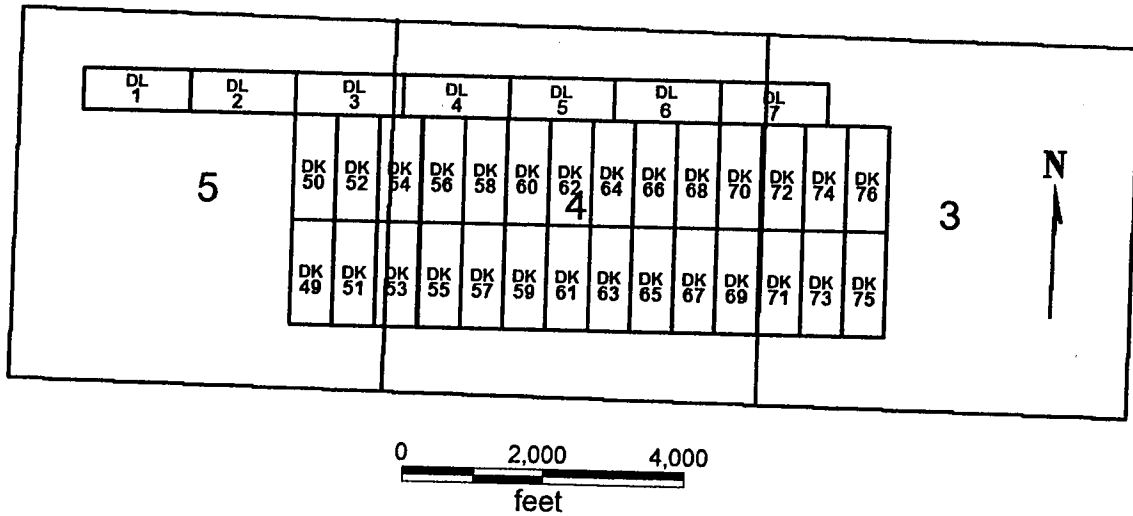 DL
1
DL
2
DL
3
DL
4
DL
5
DL
6
DL
7
5
DK
50
DK
52
DK
54
DK
56
DK
58
DK
60
DK
62
DK
64
DK
66
DK
68
DK
70
DK
72
DK
74
DK
76
4
3
N
DK
49
DK
51
DK
53
DK
55
DK
57
DK
59
DK
61
DK
63
DK
65
DK
67
DK
69
DK
71
DK
73
DK
75
0 2,000 4,000
feet